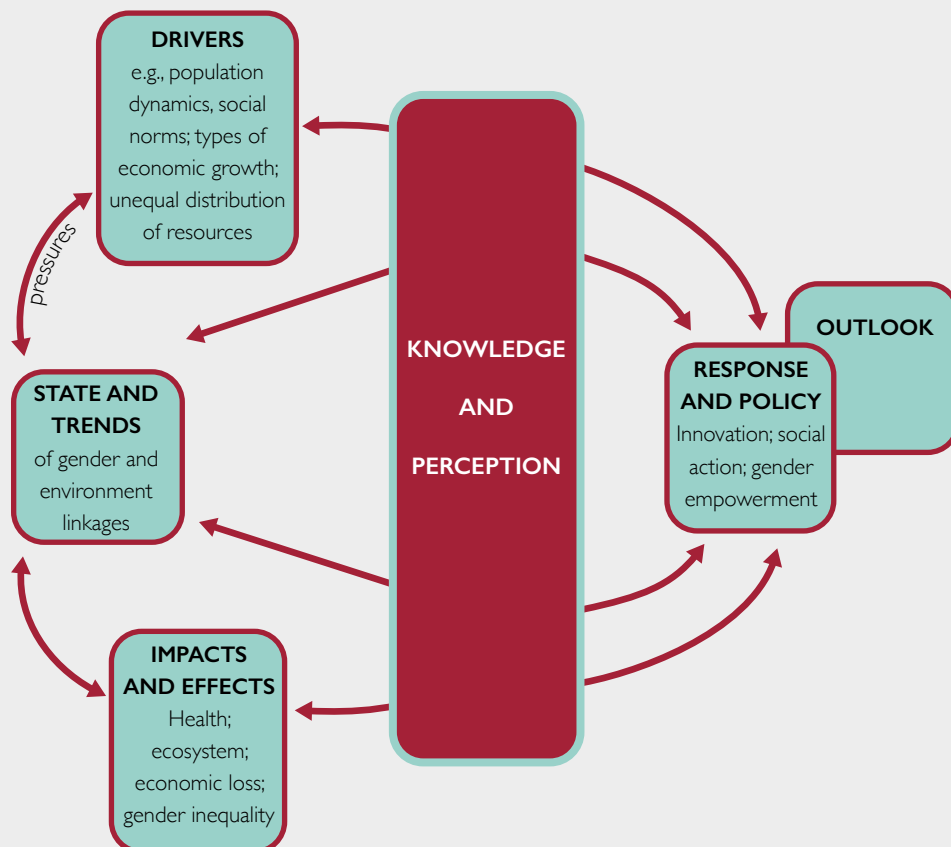 DRIVERS
e.g., population
dynamics, social
norms; types of
economic growth;
unequal distribution
of resources
pressures
STATE AND
TRENDS
of gender and
environment
linkages
IMPACTS
AND EFFECTS
Health;
ecosystem;
economic loss;
gender inequality
KNOWLEDGE
AND
PERCEPTION
RESPONSE
AND POLICY
Innovation; social
action; gender
empowerment
OUTLOOK